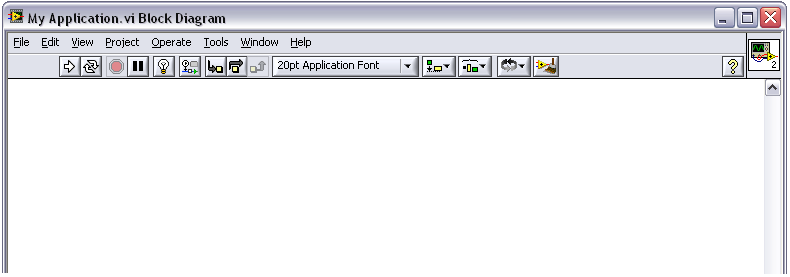 My Application.vi Block Diagram
File Edit View Project Operate Tools Window Help
20pt Application Font
?
2